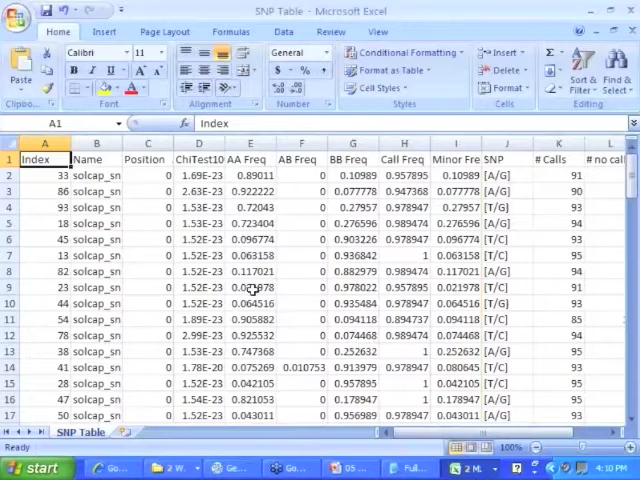 SNP Table - Microsoft Excel
Home Insert Page Layout Formulas Data Review View
Calibri 11 General Conditional Formatting Insert Σ
Paste B I U A A $ % , Format as Table Delete Sort & Find &
Cell Styles Format Filter Select
Clipboard Font Alignment Number Styles Cells Editing
A1 Index
A B C D E F G H I J K L
1 Index Name Position ChiTest10 AA Freq AB Freq BB Freq Call Freq Minor Fre SNP # Calls # no call
2 33 solcap_sn 0 1.69E-23 0.89011 0 0.10989 0.957895 0.10989 [A/G] 91
3 86 solcap_sn 0 2.63E-23 0.922222 0 0.077778 0.947368 0.077778 [A/G] 90
4 93 solcap_sn 0 1.53E-23 0.72043 0 0.27957 0.978947 0.27957 [A/G] 93
5 18 solcap_sn 0 1.53E-23 0.723404 0 0.276596 0.989474 0.276596 [A/G] 94
6 45 solcap_sn 0 1.52E-23 0.096774 0 0.903226 0.978947 0.096774 [T/C] 93
7 13 solcap_sn 0 1.52E-23 0.063158 0 0.936842 1 0.063158 [T/C] 95
8 82 solcap_sn 0 1.52E-23 0.117021 0 0.882979 0.989474 0.117021 [A/G] 94
9 23 solcap_sn 0 1.52E-23 0.021978 0 0.978022 0.957895 0.021978 [T/C] 91
10 44 solcap_sn 0 1.52E-23 0.064516 0 0.935484 0.978947 0.064516 [T/G] 93
11 54 solcap_sn 0 1.89E-23 0.905882 0 0.094118 0.894737 0.094118 [A/G] 85
12 78 solcap_sn 0 2.99E-23 0.925532 0 0.074468 0.989474 0.074468 [A/G] 94
13 38 solcap_sn 0 1.53E-23 0.747368 0 0.252632 1 0.252632 [A/G] 95
14 41 solcap_sn 0 1.78E-20 0.075269 0.010753 0.913979 0.978947 0.080645 [T/C] 93
15 28 solcap_sn 0 1.52E-23 0.042105 0 0.957895 1 0.042105 [T/C] 95
16 47 solcap_sn 0 1.54E-23 0.821053 0 0.178947 1 0.178947 [A/G] 95
17 50 solcap_sn 0 1.52E-23 0.043011 0 0.956989 0.978947 0.043011 [A/G] 93
SNP Table
Ready 100%
start Go... 2 W. Ge... Go... 05 ... Full... 2 M. 4:10 PM